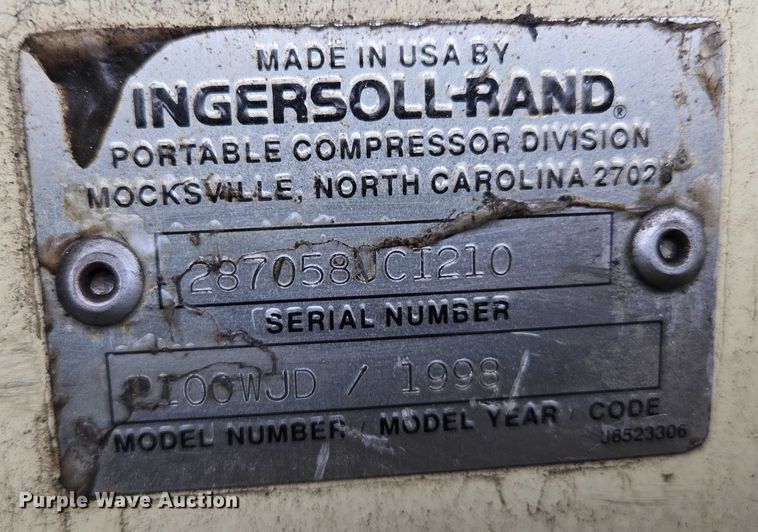 MADE IN USA BY
INGERSOLL-RAND®
PORTABLE COMPRESSOR DIVISION
MOCKSVILLE, NORTH CAROLINA 27028
287058UCI210
SERIAL NUMBER
P100WJD / 1998 /
MODEL NUMBER / MODEL YEAR / CODE
36523306
Purple Wave Auction